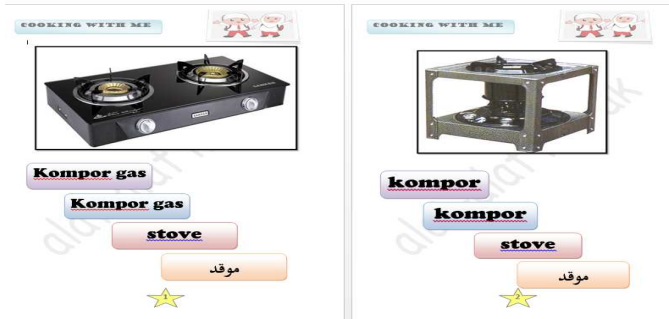 COOKING WITH ME
Kompor gas
Kompor gas
stove
موقد
1
COOKING WITH ME
kompor
kompor
stove
موقد
2